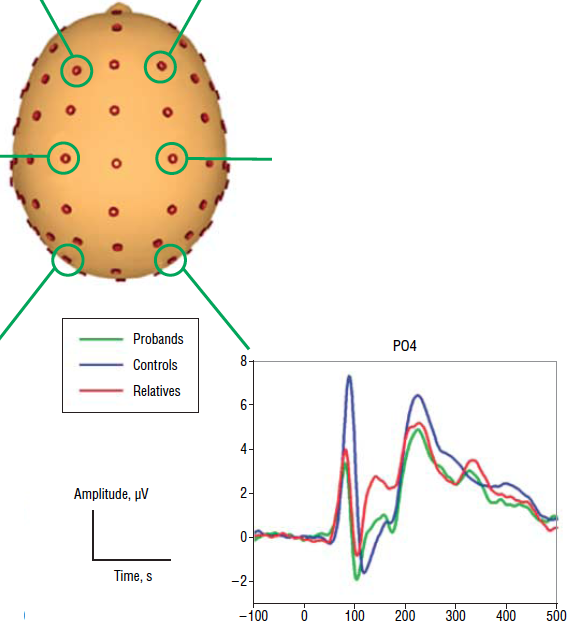 Probands
Controls
Relatives
Amplitude, µV
Time, s
PO4
8
6
4
2
0
−2
−100
0
100
200
300
400
500